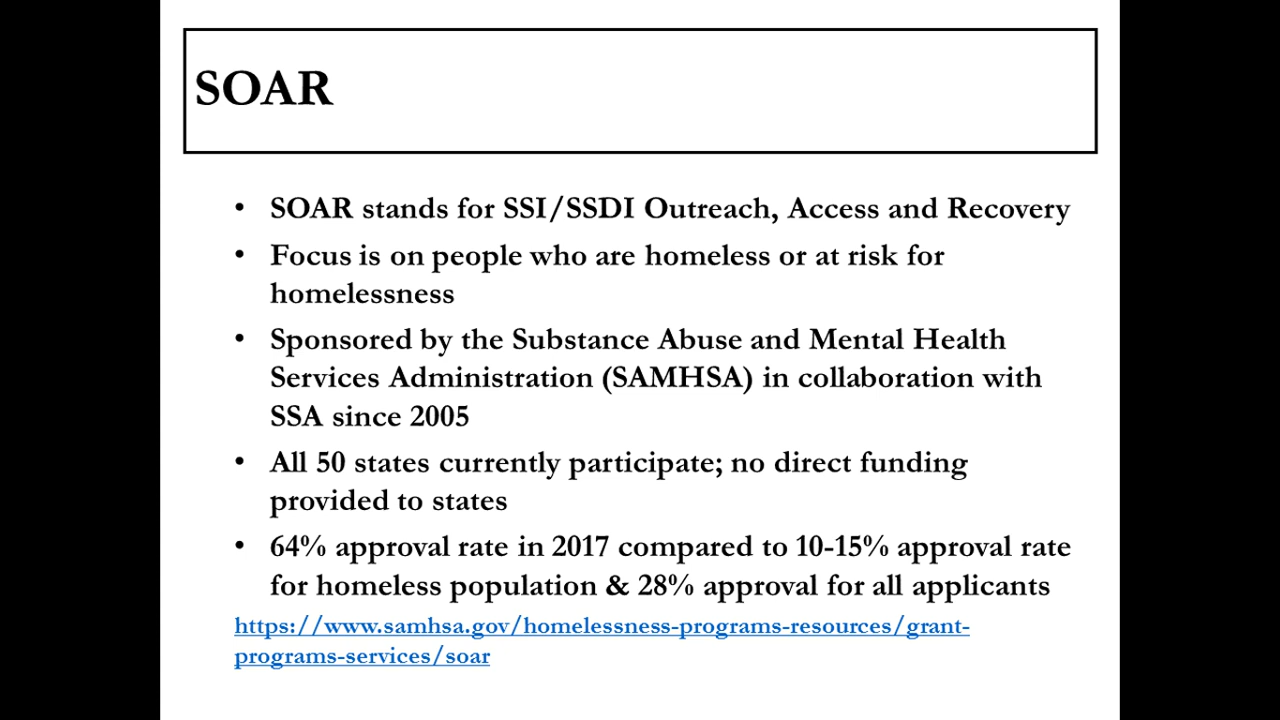 SOAR
• SOAR stands for SSI/SSDI Outreach, Access and Recovery
• Focus is on people who are homeless or at risk for
homelessness
• Sponsored by the Substance Abuse and Mental Health
Services Administration (SAMHSA) in collaboration with
SSA since 2005
• All 50 states currently participate; no direct funding
provided to states
• 64% approval rate in 2017 compared to 10-15% approval rate
for homeless population & 28% approval for all applicants
https://www.samhsa.gov/homelessness-programs-resources/grant-
programs-services/soar